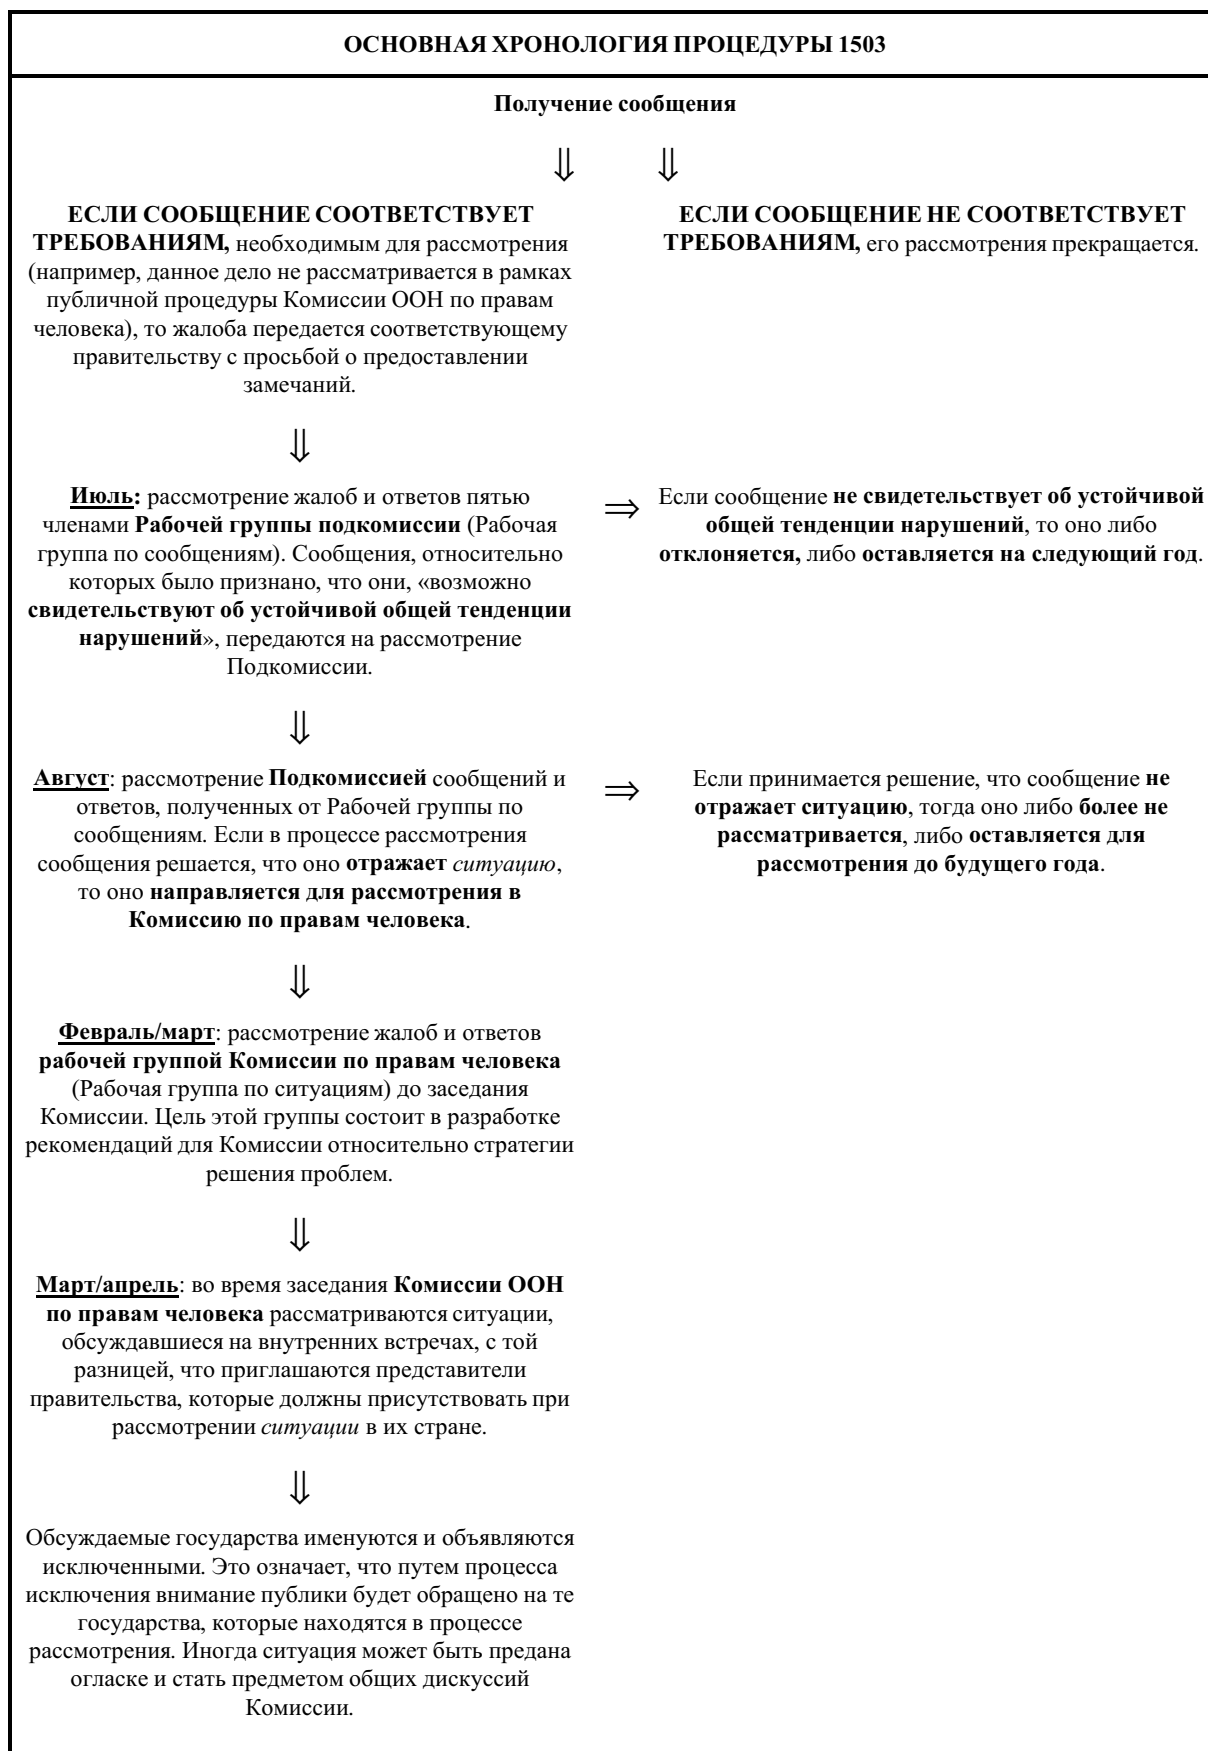 ОСНОВНАЯ ХРОНОЛОГИЯ ПРОЦЕДУРЫ 1503
Получение сообщения
⇓ ⇓
ЕСЛИ СООБЩЕНИЕ СООТВЕТСТВУЕТ
ТРЕБОВАНИЯМ, необходимым для рассмотрения
(например, данное дело не рассматривается в рамках
публичной процедуры Комиссии ООН по правам
человека), то жалоба передается соответствующему
правительству с просьбой о предоставлении
замечаний.
ЕСЛИ СООБЩЕНИЕ НЕ СООТВЕТСТВУЕТ
ТРЕБОВАНИЯМ, его рассмотрения прекращается.
⇓
Июль: рассмотрение жалоб и ответов пятью
членами Рабочей группы подкомиссии (Рабочая
группа по сообщениям). Сообщения, относительно
которых было признано, что они, «возможно
свидетельствуют об устойчивой общей тенденции
нарушений», передаются на рассмотрение
Подкомиссии.
⇒
Если сообщение не свидетельствует об устойчивой
общей тенденции нарушений, то оно либо
отклоняется, либо оставляется на следующий год.
⇓
Август: рассмотрение Подкомиссией сообщений и
ответов, полученных от Рабочей группы по
сообщениям. Если в процессе рассмотрения
сообщения решается, что оно отражает ситуацию,
то оно направляется для рассмотрения в
Комиссию по правам человека.
⇒
Если принимается решение, что сообщение не
отражает ситуацию, тогда оно либо более не
рассматривается, либо оставляется для
рассмотрения до будущего года.
⇓
Февраль/март: рассмотрение жалоб и ответов
рабочей группой Комиссии по правам человека
(Рабочая группа по ситуациям) до заседания
Комиссии. Цель этой группы состоит в разработке
рекомендаций для Комиссии относительно стратегии
решения проблем.
⇓
Март/апрель: во время заседания Комиссии ООН
по правам человека рассматриваются ситуации,
обсуждавшиеся на внутренних встречах, с той
разницей, что приглашаются представители
правительства, которые должны присутствовать при
рассмотрении ситуации в их стране.
⇓
Обсуждаемые государства именуются и объявляются
исключенными. Это означает, что путем процесса
исключения внимание публики будет обращено на те
государства, которые находятся в процессе
рассмотрения. Иногда ситуация может быть предана
огласке и стать предметом общих дискуссий
Комиссии.